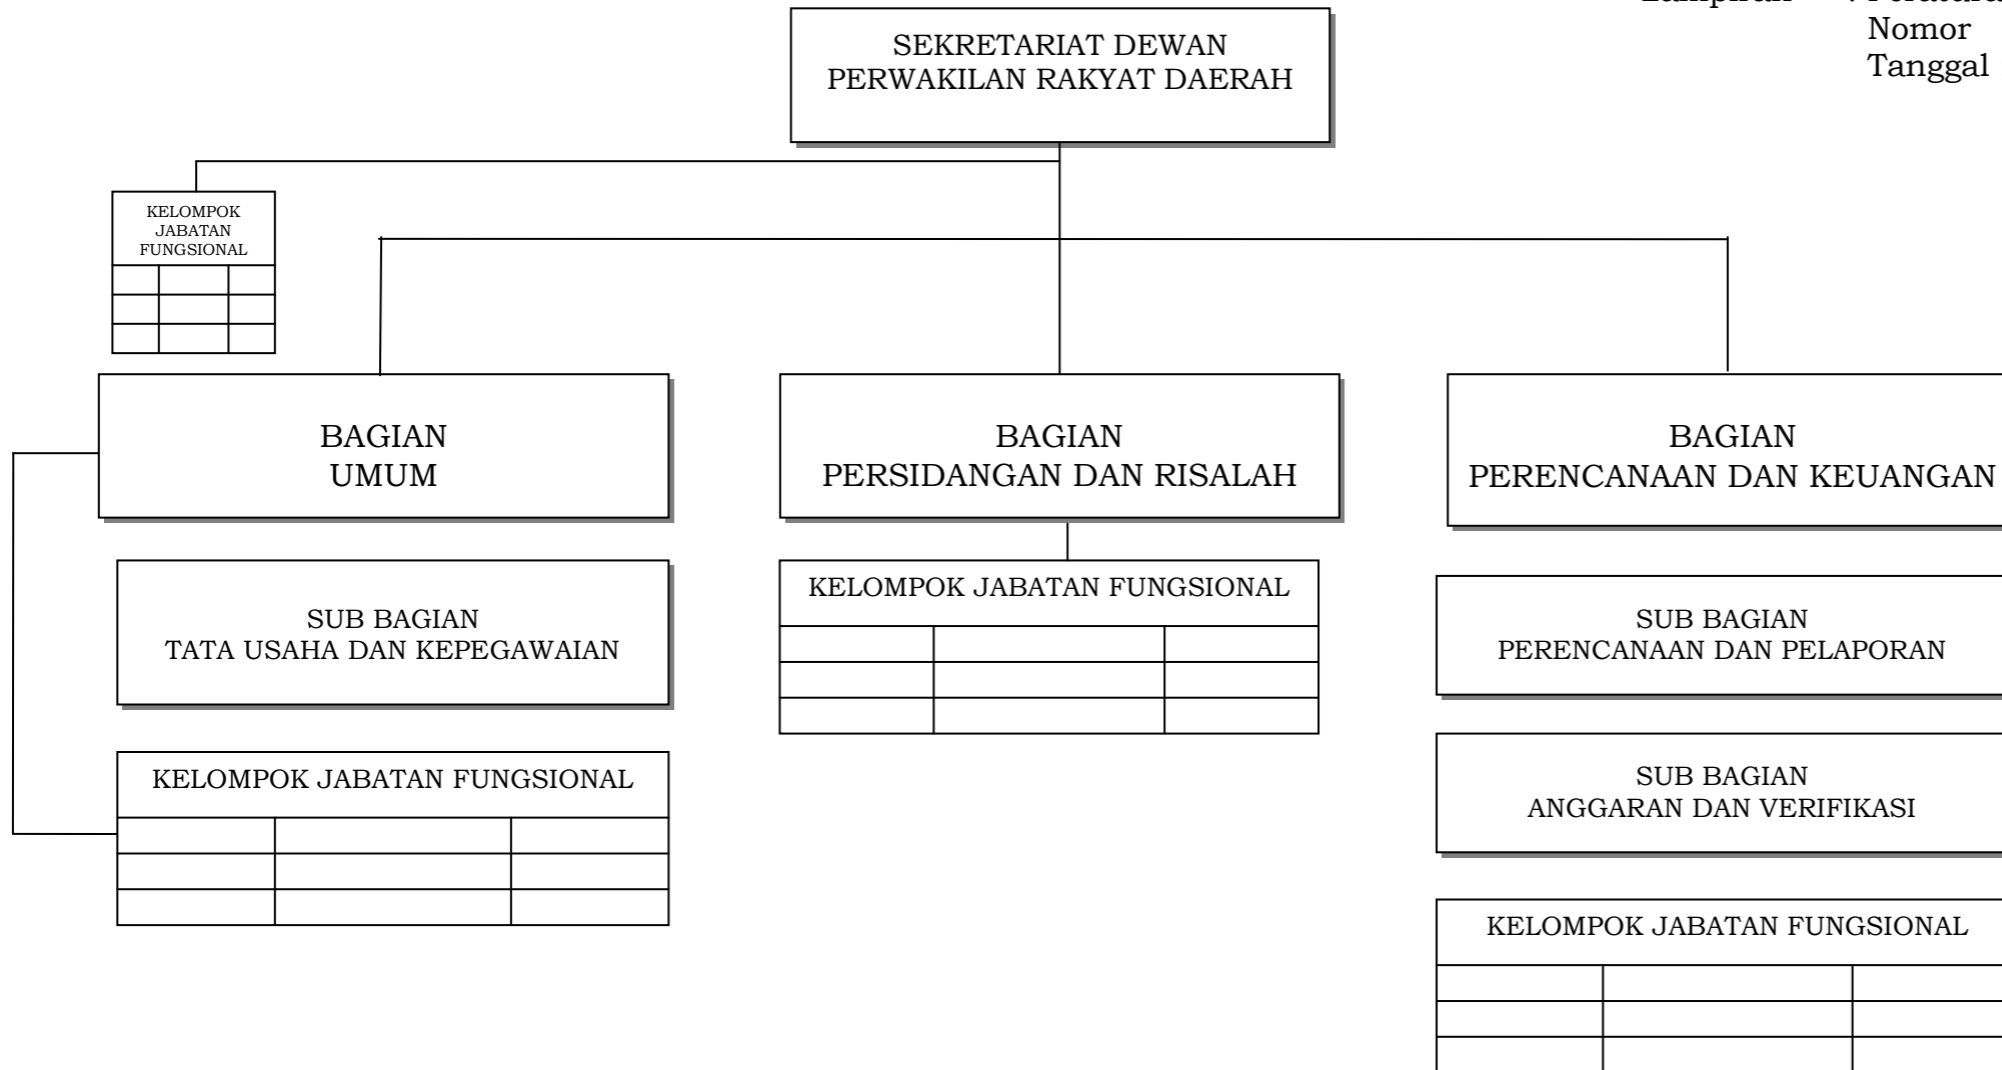 Nomor
Tanggal
SEKRETARIAT DEWAN
PERWAKILAN RAKYAT DAERAH
KELOMPOK
JABATAN
FUNGSIONAL
BAGIAN
UMUM
BAGIAN
PERSIDANGAN DAN RISALAH
BAGIAN
PERENCANAAN DAN KEUANGAN
SUB BAGIAN
TATA USAHA DAN KEPEGAWAIAN
KELOMPOK JABATAN FUNGSIONAL
KELOMPOK JABATAN FUNGSIONAL
SUB BAGIAN
PERENCANAAN DAN PELAPORAN
SUB BAGIAN
ANGGARAN DAN VERIFIKASI
KELOMPOK JABATAN FUNGSIONAL